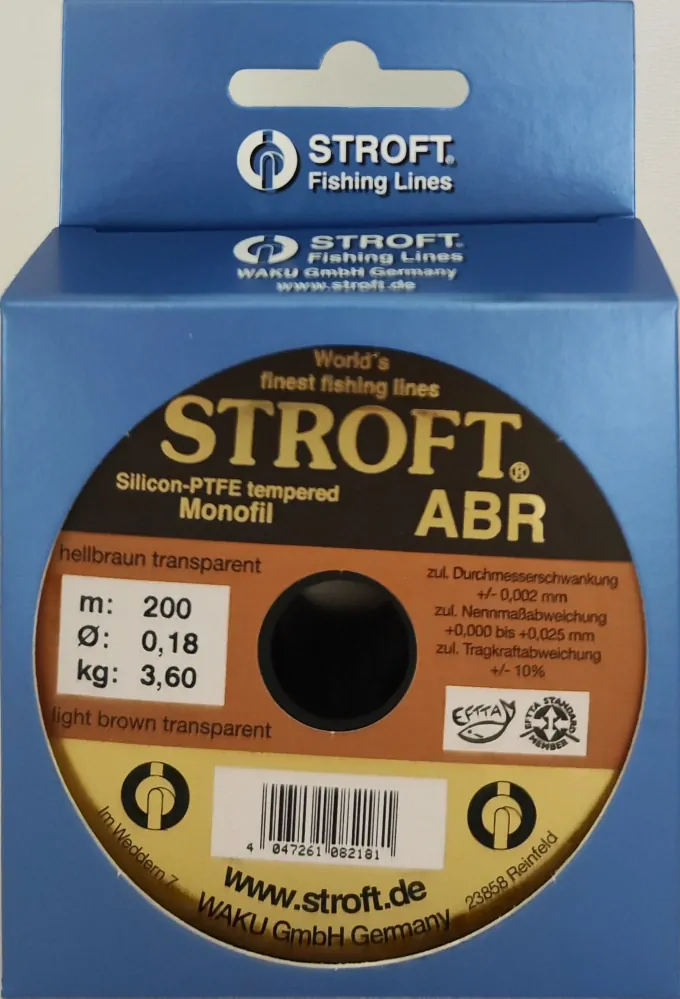 STROFT®
Fishing Lines
STROFT®
Fishing Lines
WAKU GmbH Germany
www.stroft.de
World's
finest fishing lines
STROFT®
Silicon-PTFE tempered
Monofil
ABR
hellbraun transparent
m: 200
Ø: 0,18
kg: 3,60
light brown transparent
zul. Durchmesserschwankung
+/- 0,002 mm
zul. Nennmaßabweichung
+0,000 bis +0,025 mm
zul. Tragkraftabweichung
+/- 10%
EFTTA
EFTTA STANDARD
MEMBER
4 047261 082181
Im Weddern 7
www.stroft.de
23858 Reinfeld
WAKU GmbH Germany